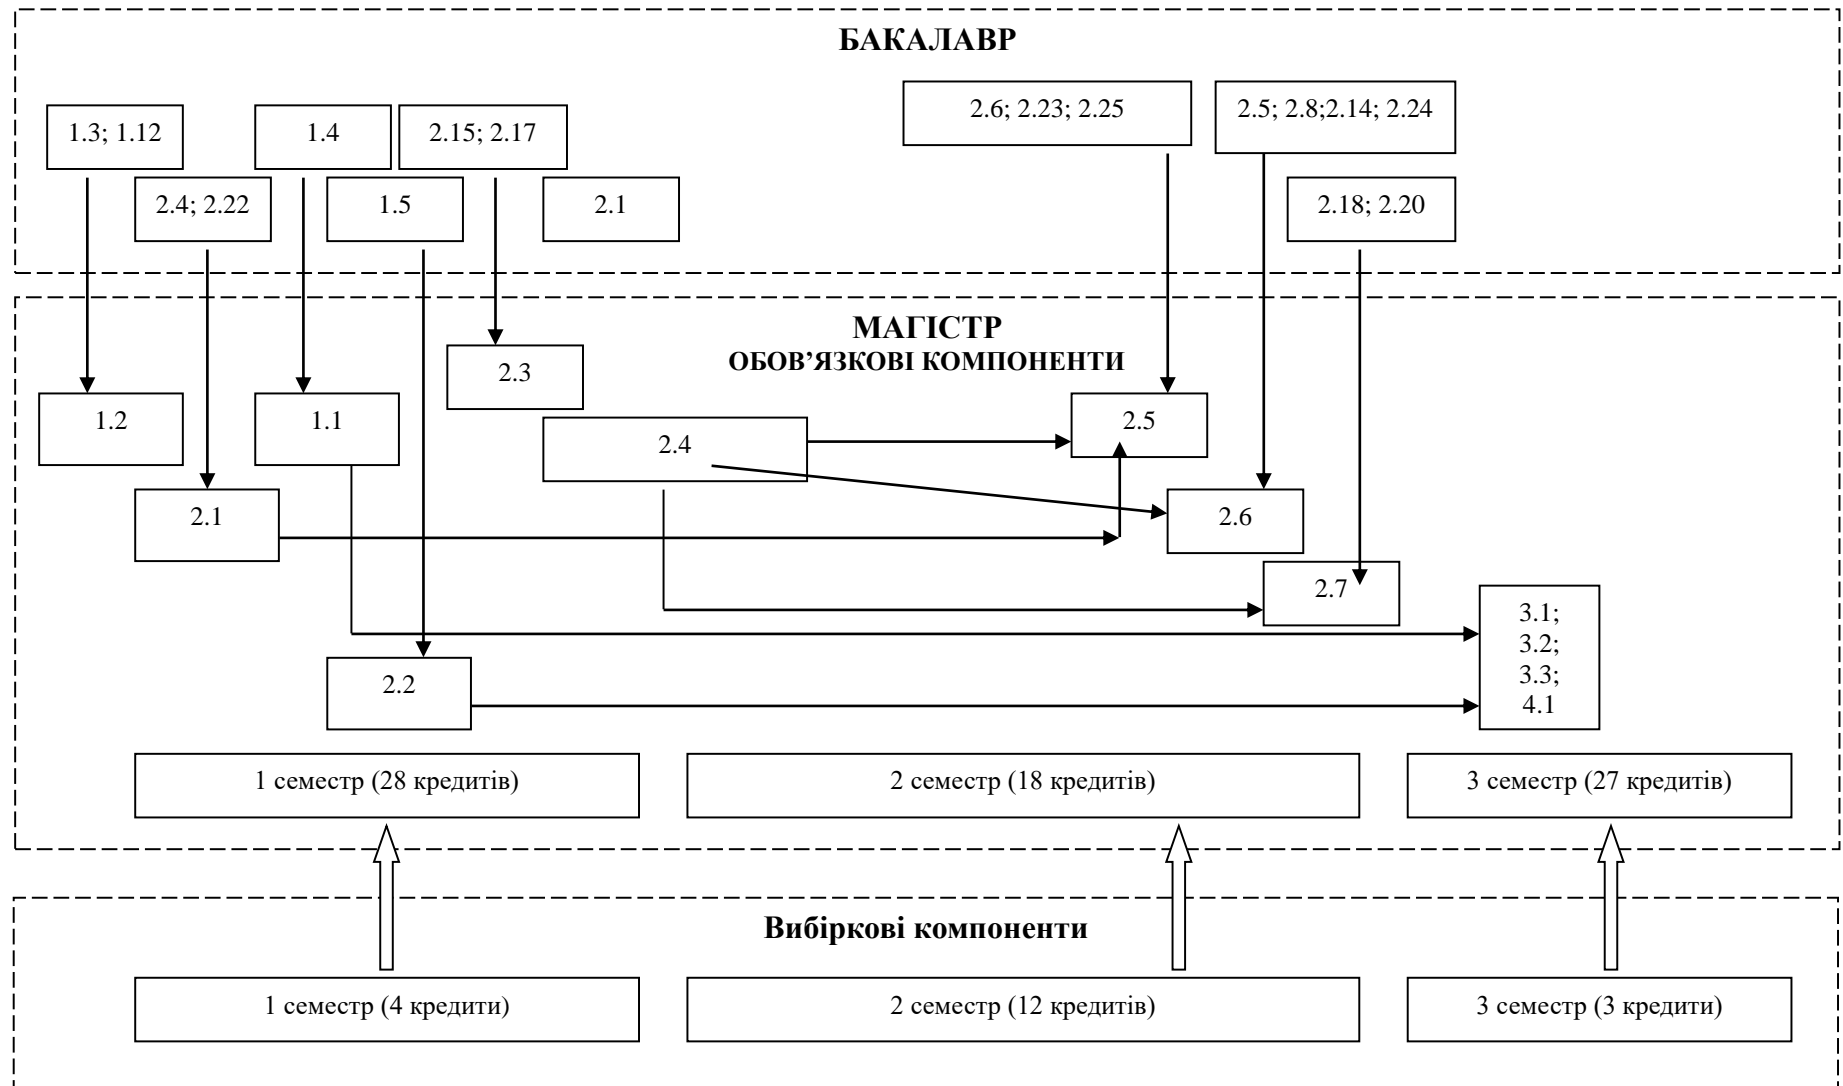 БАКАЛАВР
2.6; 2.23; 2.25
2.5; 2.8;2.14; 2.24
1.3; 1.12
1.4
2.15; 2.17
2.4; 2.22
1.5
2.1
2.18; 2.20
МАГІСТР
ОБОВ’ЯЗКОВІ КОМПОНЕНТИ
2.3
1.2
1.1
2.4
2.5
2.1
2.6
2.7
3.1;
3.2;
3.3;
4.1
2.2
1 семестр (28 кредитів)
2 семестр (18 кредитів)
3 семестр (27 кредитів)
Вибіркові компоненти
1 семестр (4 кредити)
2 семестр (12 кредитів)
3 семестр (3 кредити)